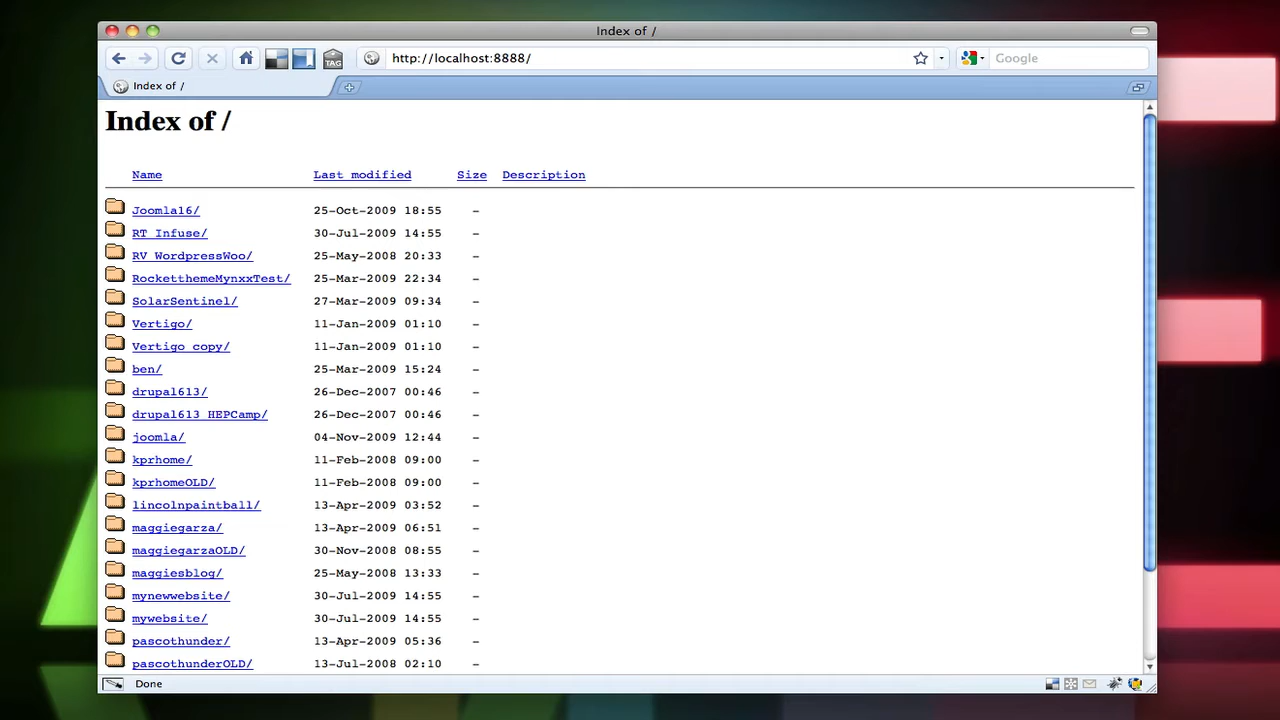 Index of /
TAG
http://localhost:8888/
Google
Index of /
Index of /
Name Last modified Size Description
Joomla16/ 25-Oct-2009 18:55 -
RT_Infuse/ 30-Jul-2009 14:55 -
RV_WordpressWoo/ 25-May-2008 20:33 -
RocketthemeMynxxTest/ 25-Mar-2009 22:34 -
SolarSentinel/ 27-Mar-2009 09:34 -
Vertigo/ 11-Jan-2009 01:10 -
Vertigo copy/ 11-Jan-2009 01:10 -
ben/ 25-Mar-2009 15:24 -
drupal613/ 26-Dec-2007 00:46 -
drupal613_HEPCamp/ 26-Dec-2007 00:46 -
joomla/ 04-Nov-2009 12:44 -
kprhome/ 11-Feb-2008 09:00 -
kprhomeOLD/ 11-Feb-2008 09:00 -
lincolnpaintball/ 13-Apr-2009 03:52 -
maggiegarza/ 13-Apr-2009 06:51 -
maggiegarzaOLD/ 30-Nov-2008 08:55 -
maggiesblog/ 25-May-2008 13:33 -
mynewwebsite/ 30-Jul-2009 14:55 -
mywebsite/ 30-Jul-2009 14:55 -
pascothunder/ 13-Apr-2009 05:36 -
pascothunderOLD/ 13-Jul-2008 02:10 -
Done